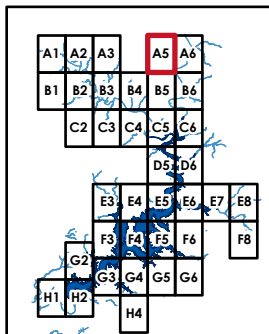 A1 A2 A3 A5 A6
B1 B2 B3 B4 B5 B6
C2 C3 C4 C5 C6
D5 D6
E3 E4 E5 E6 E7 E8
F3 F4 F5 F6 F8
G2
G3 G4 G5 G6
H1 H2
H4